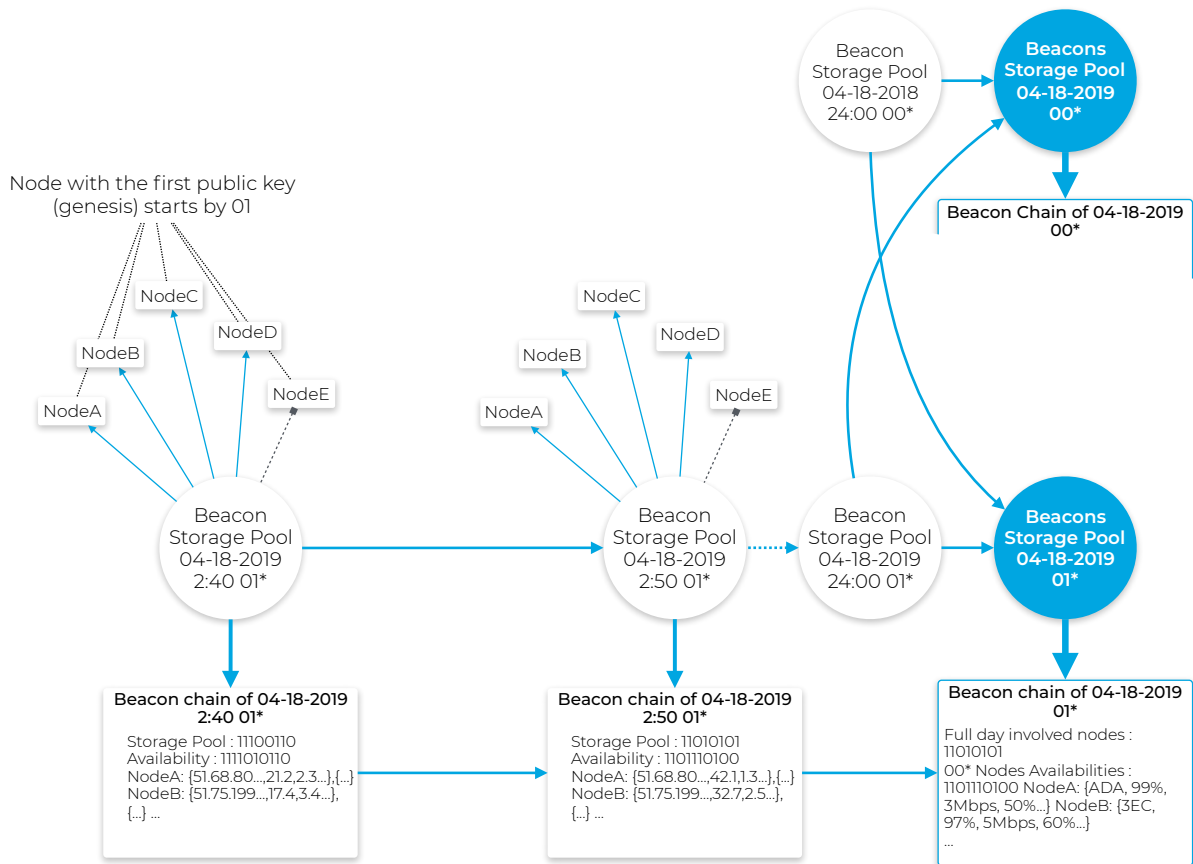 Beacon
Storage Pool
04-18-2018
24:00 00*
Beacons
Storage Pool
04-18-2019
00*
Node with the first public key
(genesis) starts by 01
Beacon Chain of 04-18-2019
00*
NodeC
NodeD
NodeB
NodeE
NodeA
NodeC
NodeD
NodeB
NodeE
NodeA
Beacon
Storage Pool
04-18-2019
2:40 01*
Beacon
Storage Pool
04-18-2019
2:50 01*
Beacon
Storage Pool
04-18-2019
24:00 01*
Beacons
Storage Pool
04-18-2019
01*
Beacon chain of 04-18-2019
2:40 01*
Storage Pool : 11100110
Availability : 1111010110
NodeA: {51.68.80...,21.2,2.3...},{...}
NodeB: {51.75.199...,17.4,3.4...},
{...} ...
Beacon chain of 04-18-2019
2:50 01*
Storage Pool : 11010101
Availability : 1101110100
NodeA: {51.68.80...,42.1,1.3...},{...}
NodeB: {51.75.199...,32.7,2.5...},
{...} ...
Beacon chain of 04-18-2019
01*
Full day involved nodes :
11010101
00* Nodes Availabilities :
1101110100 NodeA: {ADA, 99%,
3Mbps, 50%...} NodeB: {3EC,
97%, 5Mbps, 60%...}
...